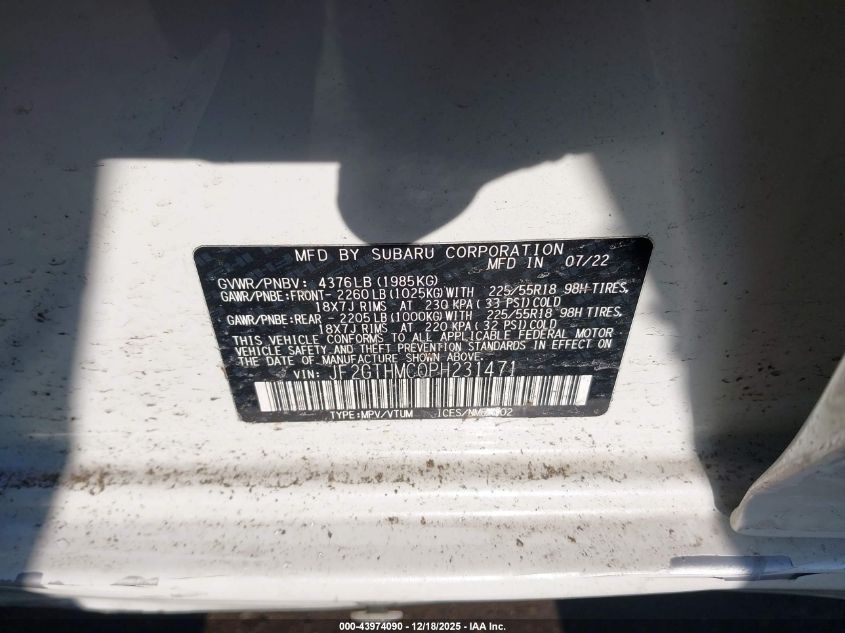 MFD BY SUBARU CORPORATION
MFD IN 07/22
GVWR/PNBV: 4376LB (1985KG)
GAWR/PNBE:FRONT- 2260LB (1025KG) WITH 225/55R18 98H TIRES,
18X7J RIMS AT 230 KPA ( 33 PSI) COLD
GAWR/PNBE:REAR - 2205LB (1000KG) WITH 225/55R18 98H TIRES,
18X7J RIMS AT 220 KPA ( 32 PSI) COLD
THIS VEHICLE CONFORMS TO ALL APPLICABLE FEDERAL MOTOR
VEHICLE SAFETY AND THEFT PREVENTION STANDARDS IN EFFECT ON
THE DATE OF MANUFACTURE SHOWN ABOVE.
VIN: JF2GTHMC0PH231471
TYPE:MPV/VTUM
000-43974090 - 12/18/2025 - IAA Inc.